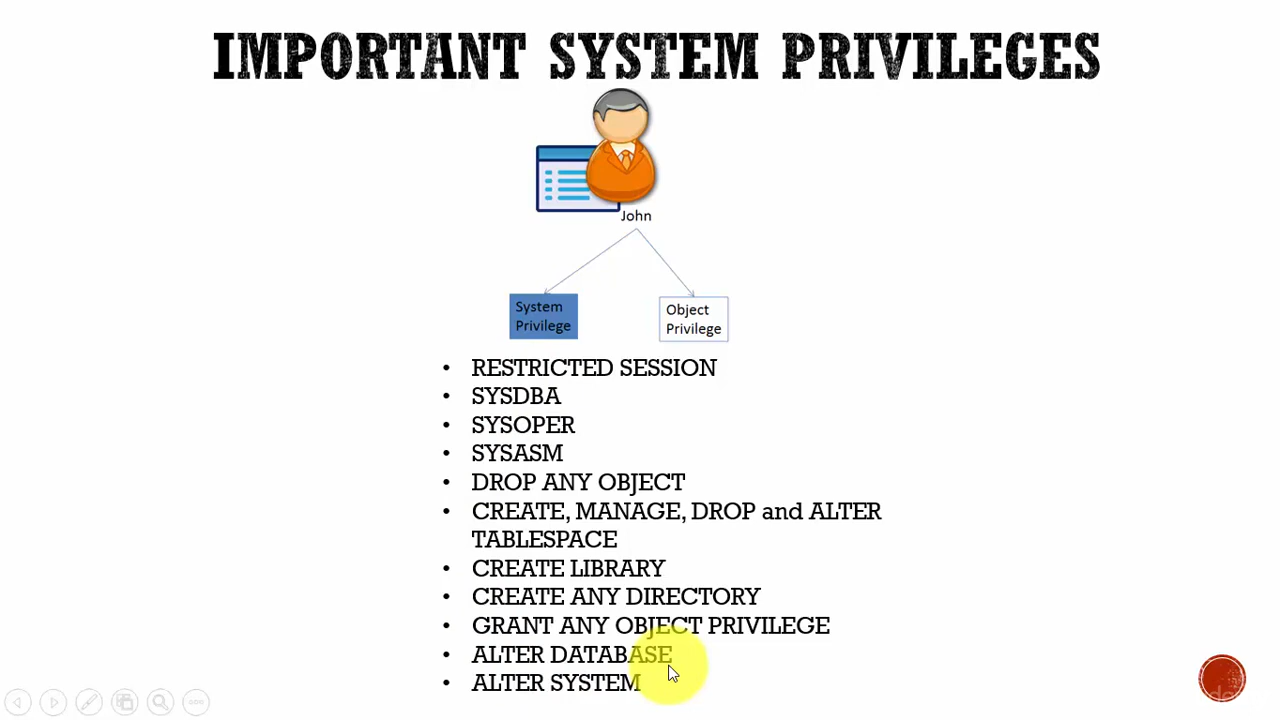 IMPORTANT SYSTEM PRIVILEGES
John
System
Privilege
Object
Privilege
• RESTRICTED SESSION
• SYSDBA
• SYSOPER
• SYSASM
• DROP ANY OBJECT
• CREATE, MANAGE, DROP and ALTER
TABLESPACE
• CREATE LIBRARY
• CREATE ANY DIRECTORY
• GRANT ANY OBJECT PRIVILEGE
• ALTER DATABASE
• ALTER SYSTEM